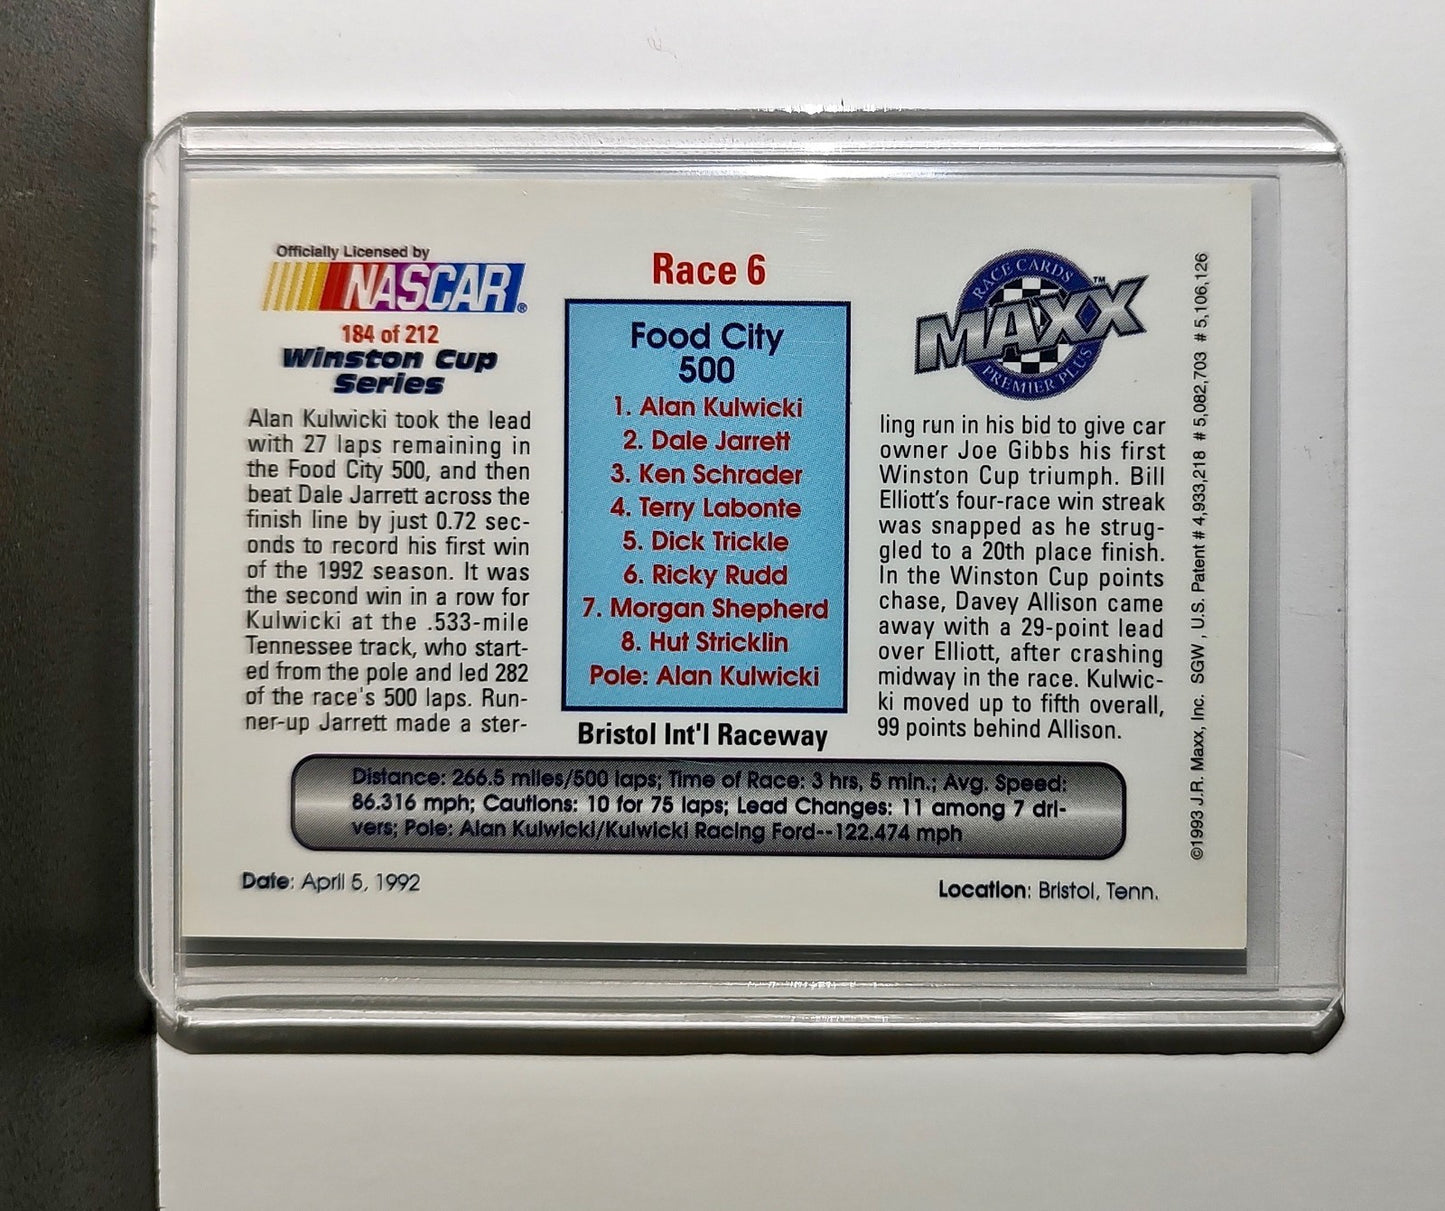 Officially Licensed by
NASCAR®
184 of 212
Winston Cup
Series
Alan Kulwicki took the lead
with 27 laps remaining in
the Food City 500, and then
beat Dale Jarrett across the
finish line by just 0.72 sec-
onds to record his first win
of the 1992 season. It was
the second win in a row for
Kulwicki at the .533-mile
Tennessee track, who start-
ed from the pole and led 282
of the race's 500 laps. Run-
ner-up Jarrett made a ster-
Race 6
Food City
500
1. Alan Kulwicki
2. Dale Jarrett
3. Ken Schrader
4. Terry Labonte
5. Dick Trickle
6. Ricky Rudd
7. Morgan Shepherd
8. Hut Stricklin
Pole: Alan Kulwicki
Bristol Int'l Raceway
RACE CARDS
MAXX™
PREMIER PLUS
ling run in his bid to give car
owner Joe Gibbs his first
Winston Cup triumph. Bill
Elliott's four-race win streak
was snapped as he strug-
gled to a 20th place finish.
In the Winston Cup points
chase, Davey Allison came
away with a 29-point lead
over Elliott, after crashing
midway in the race. Kulwic-
ki moved up to fifth overall,
99 points behind Allison.
Distance: 266.5 miles/500 laps; Time of Race: 3 hrs, 5 min.; Avg. Speed:
86.316 mph; Cautions: 10 for 75 laps; Lead Changes: 11 among 7 dri-
vers; Pole: Alan Kulwicki/Kulwicki Racing Ford--122.474 mph
Date: April 5, 1992
Location: Bristol, Tenn.
©1993 J.R. Maxx, Inc. SGW, U.S. Patent # 4,933,218 # 5,082,703 # 5,106,126